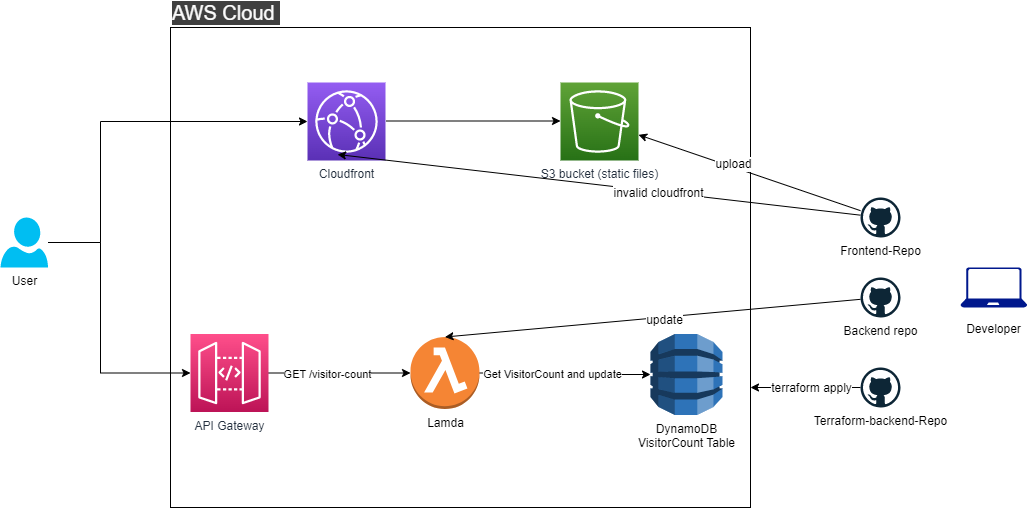 AWS Cloud
Cloudfront
S3 bucket (static files)
upload
invalid cloudfront
Frontend-Repo
User
Backend repo
Developer
update
GET /visitor-count
Get VisitorCount and update
terraform apply
API Gateway
Lamda
DynamoDB
VisitorCount Table
Terraform-backend-Repo